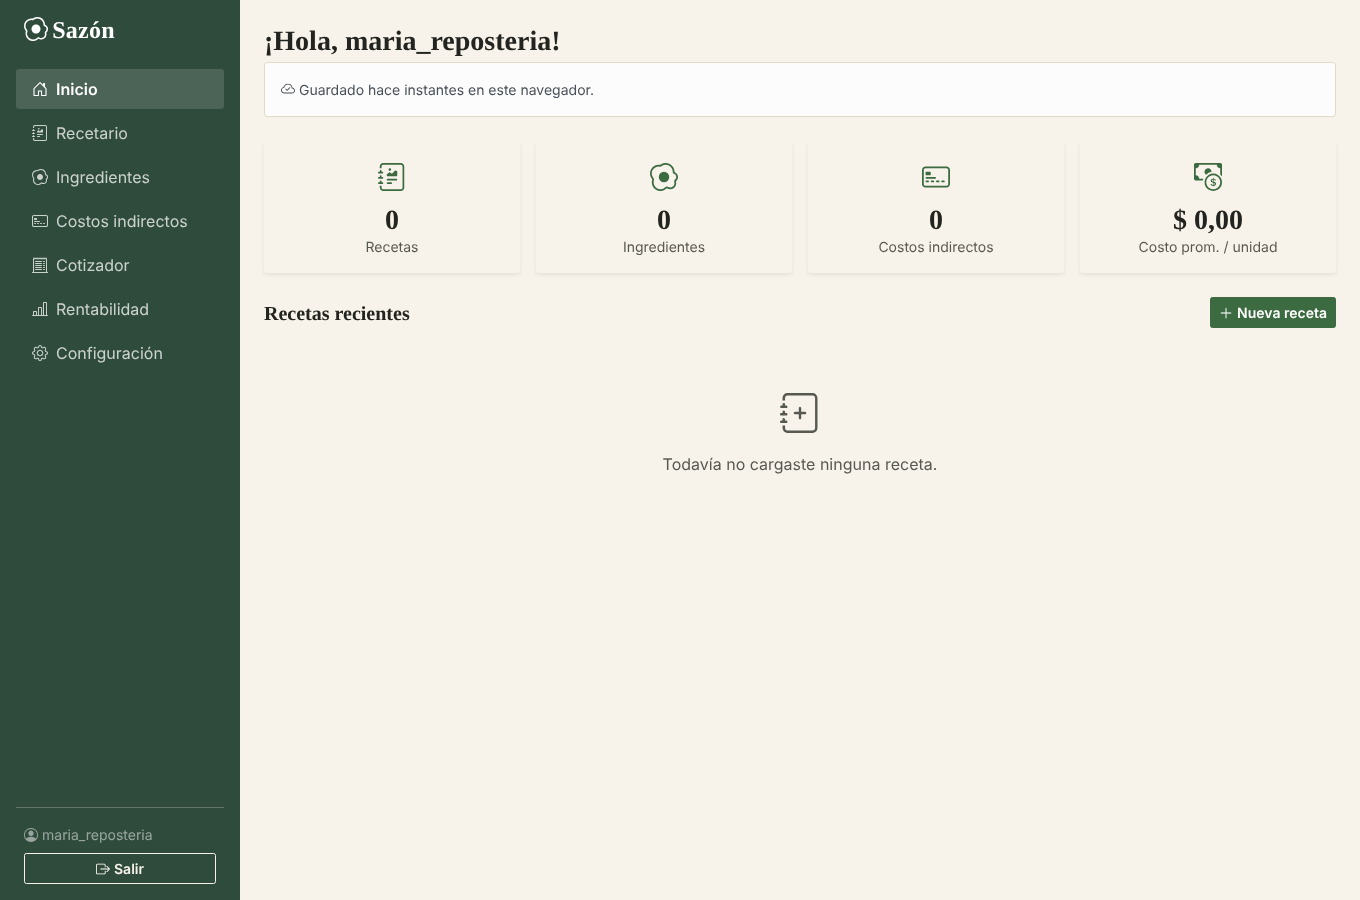 Sazón
Inicio
Recetario
Ingredientes
Costos indirectos
Cotizador
Rentabilidad
Configuración
maria_reposteria
Salir
¡Hola, maria_reposteria!
Guardado hace instantes en este navegador.
0
Recetas
0
Ingredientes
0
Costos indirectos
$ 0,00
Costo prom. / unidad
Recetas recientes
Nueva receta
Todavía no cargaste ninguna receta.